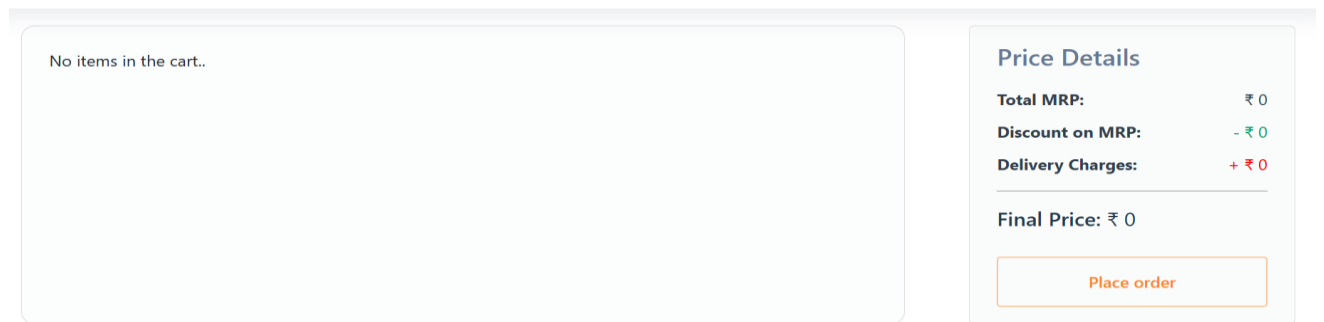 No items in the cart..
Price Details
Total MRP: ₹ 0
Discount on MRP: - ₹ 0
Delivery Charges: + ₹ 0
Final Price: ₹ 0
Place order